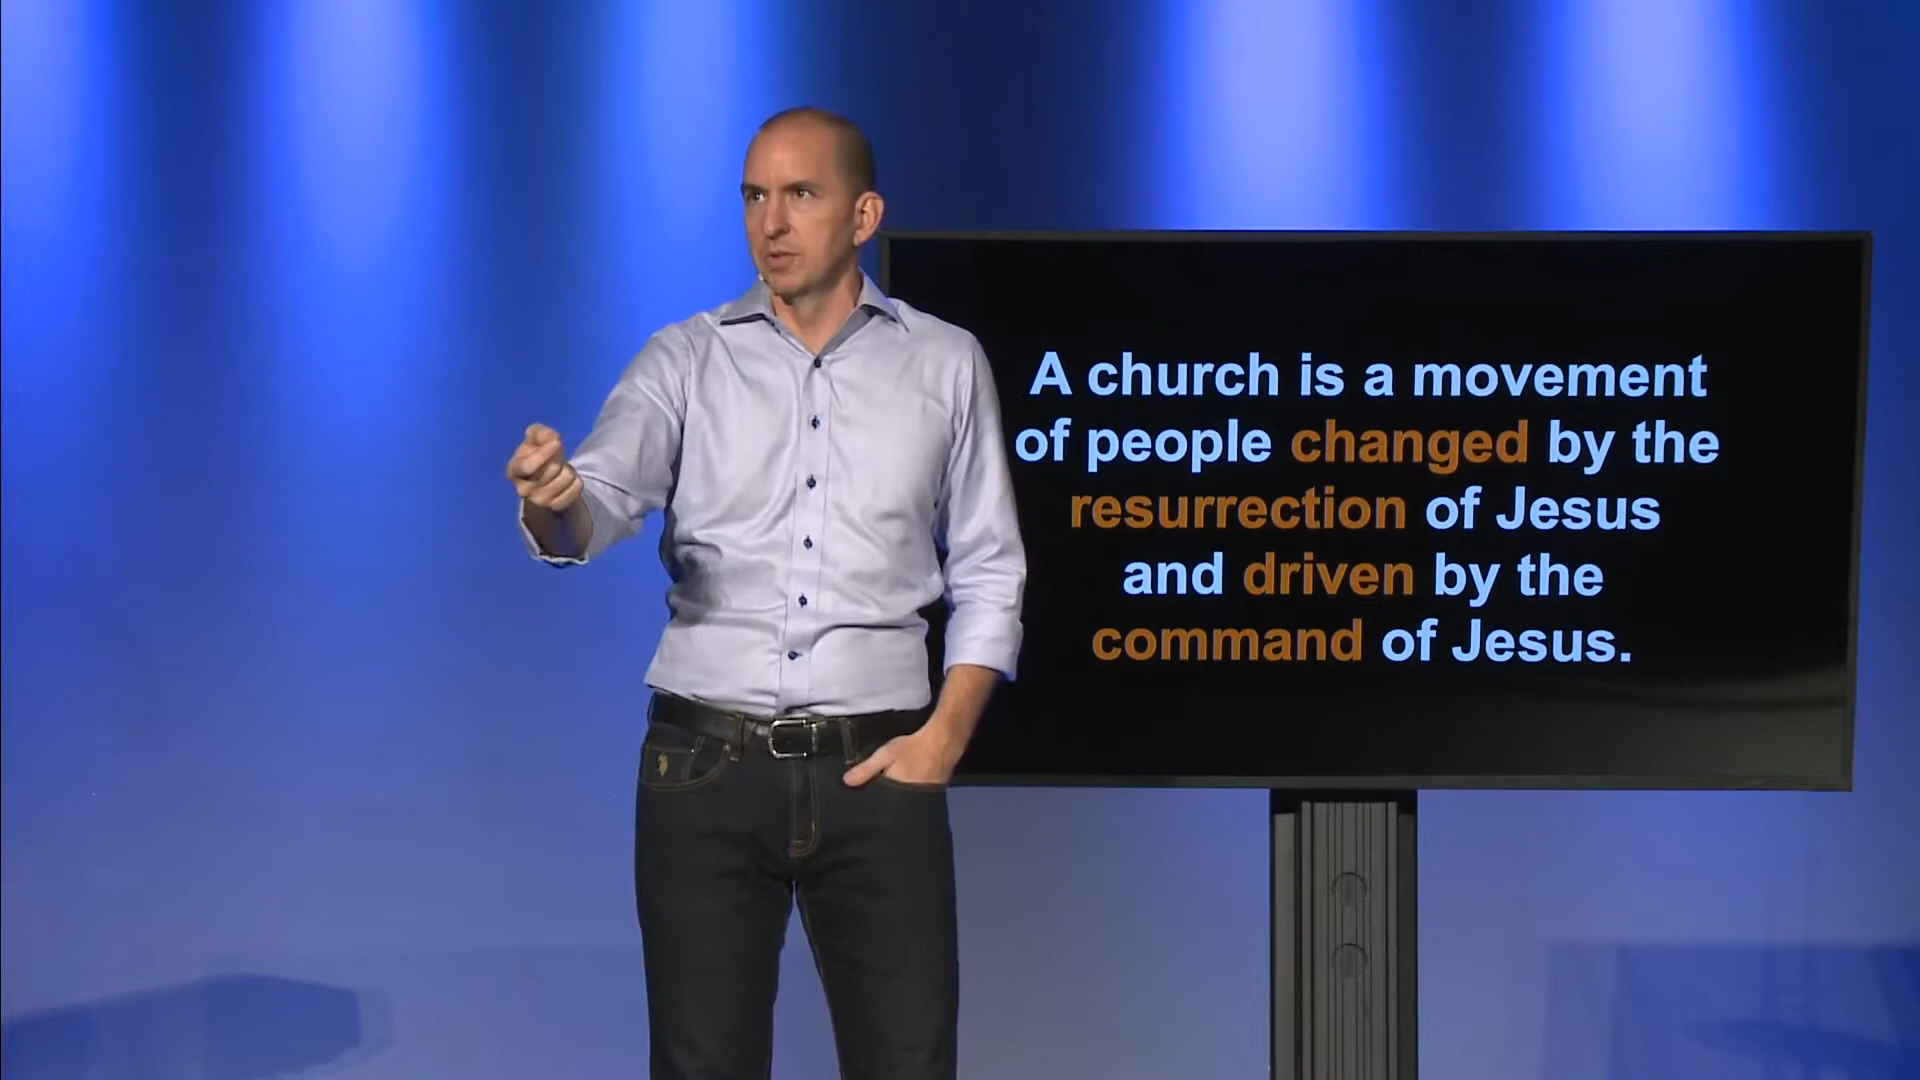 A church is a movement
of people changed by the
resurrection of Jesus
and driven by the
command of Jesus.